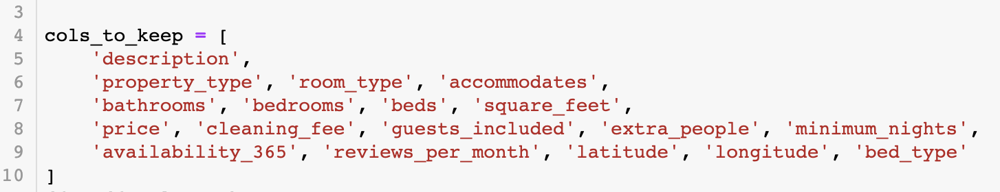 3
4 cols_to_keep = [
5     'description',
6     'property_type', 'room_type', 'accommodates',
7     'bathrooms', 'bedrooms', 'beds', 'square_feet',
8     'price', 'cleaning_fee', 'guests_included', 'extra_people', 'minimum_nights',
9     'availability_365', 'reviews_per_month', 'latitude', 'longitude', 'bed_type'
10 ]